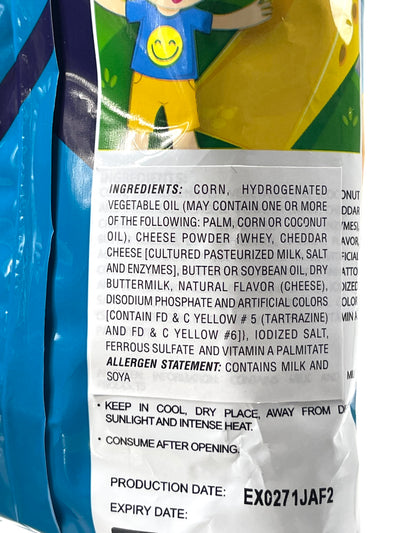 INGREDIENTS: CORN, HYDROGENATED
VEGETABLE OIL (MAY CONTAIN ONE OR MORE
OF THE FOLLOWING: PALM, CORN OR COCONUT
OIL), CHEESE POWDER {WHEY, CHEDDAR
CHEESE [CULTURED PASTEURIZED MILK, SALT
AND ENZYMES], BUTTER OR SOYBEAN OIL, DRY
BUTTERMILK, NATURAL FLAVOR (CHEESE),
DISODIUM PHOSPHATE AND ARTIFICIAL COLORS
[CONTAIN FD & C YELLOW # 5 (TARTRAZINE)
AND FD & C YELLOW #6]}, IODIZED SALT,
FERROUS SULFATE AND VITAMIN A PALMITATE
ALLERGEN STATEMENT: CONTAINS MILK AND
SOYA
• KEEP IN COOL, DRY PLACE, AWAY FROM
SUNLIGHT AND INTENSE HEAT.
• CONSUME AFTER OPENING.
PRODUCTION DATE: EX0271JAF2
EXPIRY DATE: